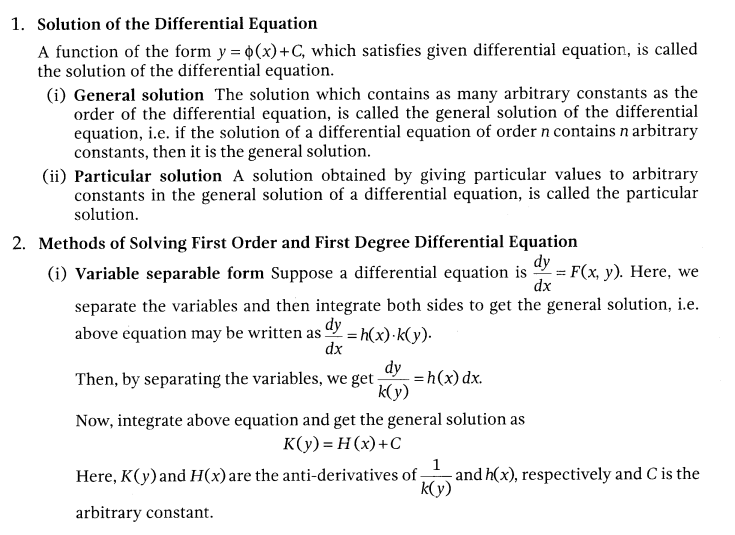 1. Solution of the Differential Equation
A function of the form y = ϕ(x)+C, which satisfies given differential equation, is called
the solution of the differential equation.
(i) General solution The solution which contains as many arbitrary constants as the
order of the differential equation, is called the general solution of the differential
equation, i.e. if the solution of a differential equation of order n contains n arbitrary
constants, then it is the general solution.
(ii) Particular solution A solution obtained by giving particular values to arbitrary
constants in the general solution of a differential equation, is called the particular
solution.
2. Methods of Solving First Order and First Degree Differential Equation
(i) Variable separable form Suppose a differential equation is dy/dx = F(x, y). Here, we
separate the variables and then integrate both sides to get the general solution, i.e.
above equation may be written as dy/dx = h(x)·k(y).
Then, by separating the variables, we get dy/k(y) = h(x) dx.
Now, integrate above equation and get the general solution as
K(y) = H(x)+C
Here, K(y) and H(x) are the anti-derivatives of 1/k(y) and h(x), respectively and C is the
arbitrary constant.